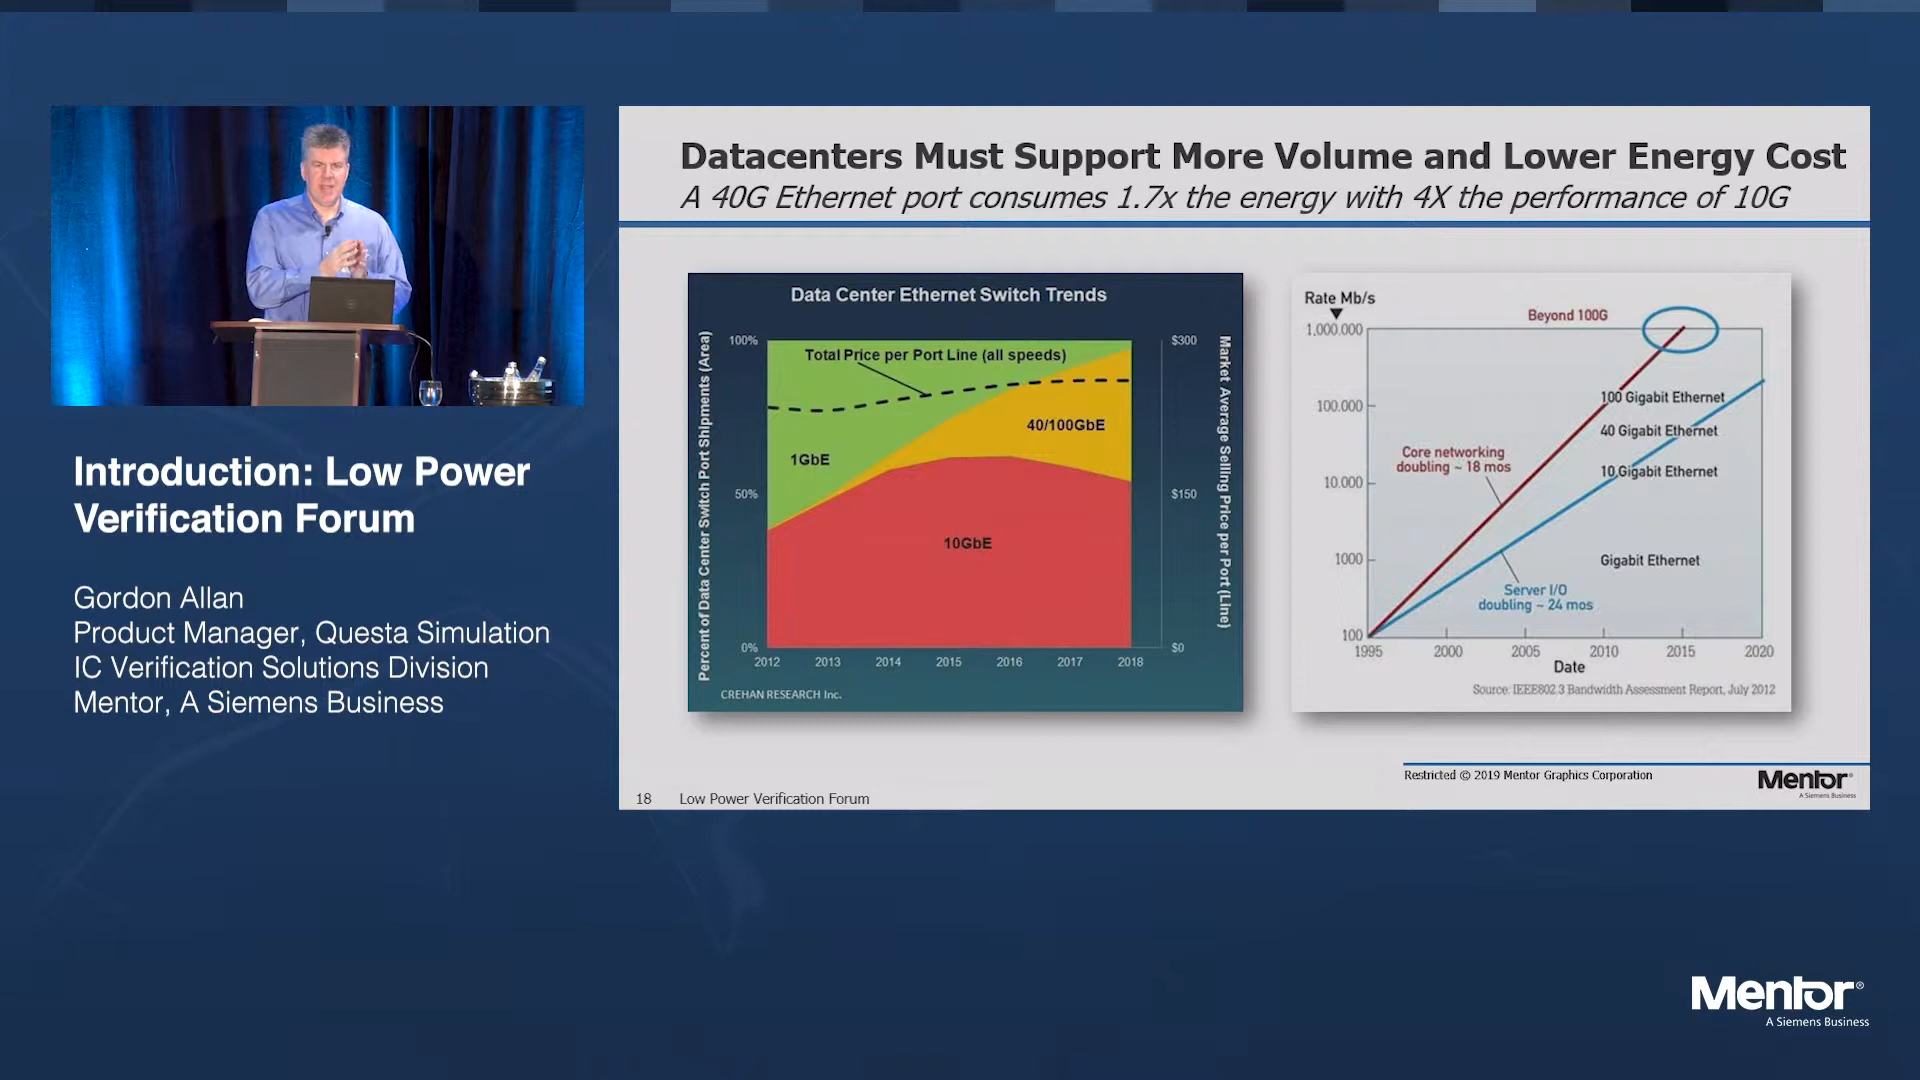 Introduction: Low Power
Verification Forum
Gordon Allan
Product Manager, Questa Simulation
IC Verification Solutions Division
Mentor, A Siemens Business
Datacenters Must Support More Volume and Lower Energy Cost
A 40G Ethernet port consumes 1.7x the energy with 4X the performance of 10G
Data Center Ethernet Switch Trends
Percent of Data Center Switch Port Shipments (Area)
100%
50%
0%
Total Price per Port Line (all speeds)
1GbE
40/100GbE
10GbE
$300
$150
$0
Market Average Selling Price per Port (Line)
2012 2013 2014 2015 2016 2017 2018
CREHAN RESEARCH Inc.
Rate Mb/s
1,000.000
100.000
10.000
1000
100
Beyond 100G
100 Gigabit Ethernet
40 Gigabit Ethernet
10 Gigabit Ethernet
Gigabit Ethernet
Core networking
doubling ~ 18 mos
Server I/O
doubling ~ 24 mos
1995 2000 2005 2010 2015 2020
Date
Source: IEEE802.3 Bandwidth Assessment Report, July 2012
Restricted © 2019 Mentor Graphics Corporation
Mentor®
A Siemens Business
18 Low Power Verification Forum
Mentor®
A Siemens Business